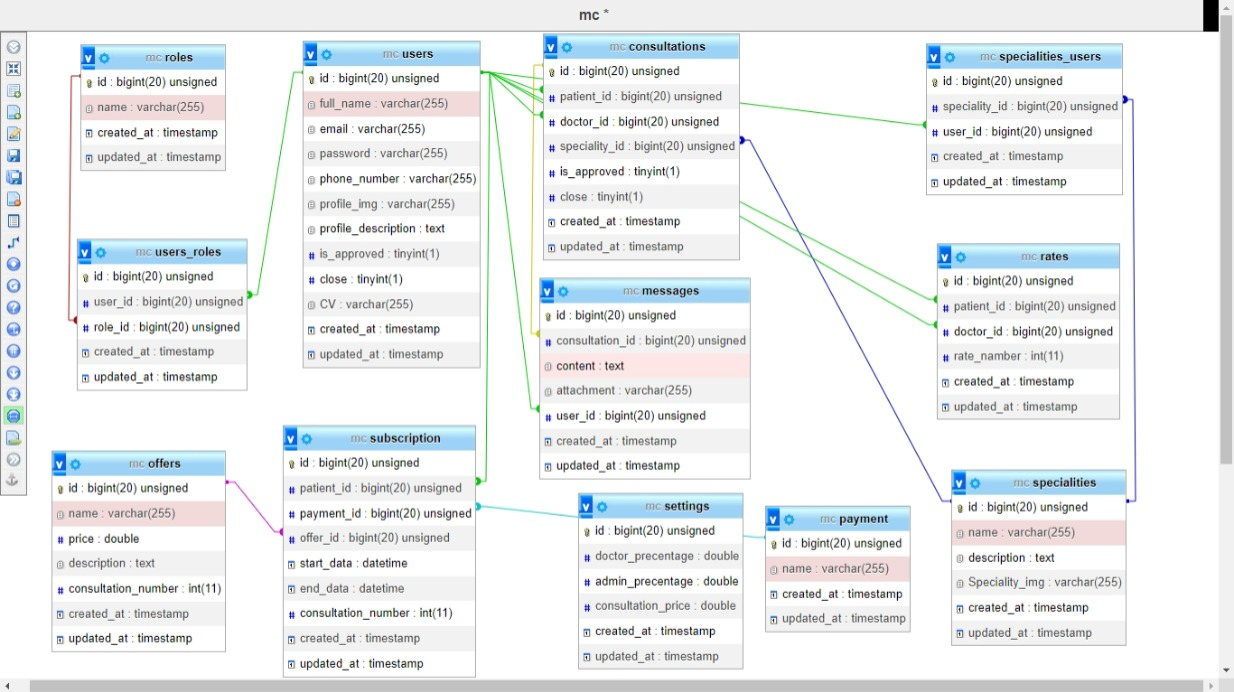 mc *
mc roles
id : bigint(20) unsigned
name : varchar(255)
created_at : timestamp
updated_at : timestamp
mc users
id : bigint(20) unsigned
full_name : varchar(255)
email : varchar(255)
password : varchar(255)
phone_number : varchar(255)
profile_img : varchar(255)
profile_description : text
is_approved : tinyint(1)
close : tinyint(1)
CV : varchar(255)
created_at : timestamp
updated_at : timestamp
mc consultations
id : bigint(20) unsigned
patient_id : bigint(20) unsigned
doctor_id : bigint(20) unsigned
speciality_id : bigint(20) unsigned
is_approved : tinyint(1)
close : tinyint(1)
created_at : timestamp
updated_at : timestamp
mc specialities_users
id : bigint(20) unsigned
speciality_id : bigint(20) unsigned
user_id : bigint(20) unsigned
created_at : timestamp
updated_at : timestamp
mc users_roles
id : bigint(20) unsigned
user_id : bigint(20) unsigned
role_id : bigint(20) unsigned
created_at : timestamp
updated_at : timestamp
mc messages
id : bigint(20) unsigned
consultation_id : bigint(20) unsigned
content : text
attachment : varchar(255)
user_id : bigint(20) unsigned
created_at : timestamp
updated_at : timestamp
mc rates
id : bigint(20) unsigned
patient_id : bigint(20) unsigned
doctor_id : bigint(20) unsigned
rate_number : int(11)
created_at : timestamp
updated_at : timestamp
mc offers
id : bigint(20) unsigned
name : varchar(255)
price : double
description : text
consultation_number : int(11)
created_at : timestamp
updated_at : timestamp
mc subscription
id : bigint(20) unsigned
patient_id : bigint(20) unsigned
payment_id : bigint(20) unsigned
offer_id : bigint(20) unsigned
start_data : datetime
end_data : datetime
consultation_number : int(11)
created_at : timestamp
updated_at : timestamp
mc settings
id : bigint(20) unsigned
doctor_precentage : double
admin_precentage : double
consultation_price : double
created_at : timestamp
updated_at : timestamp
mc payment
id : bigint(20) unsigned
name : varchar(255)
created_at : timestamp
updated_at : timestamp
mc specialities
id : bigint(20) unsigned
name : varchar(255)
description : text
Speciality_img : varchar(255)
created_at : timestamp
updated_at : timestamp